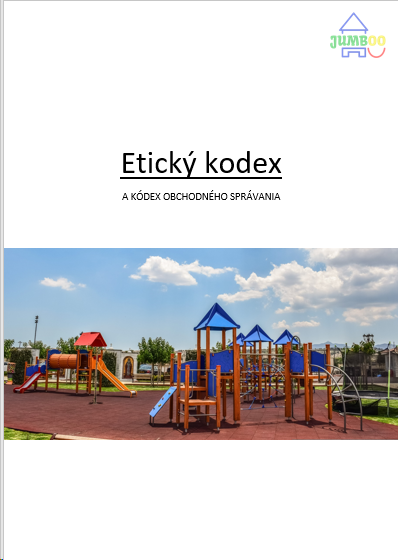 JUMBOO
Etický kodex
A KÓDEX OBCHODNÉHO SPRÁVANIA